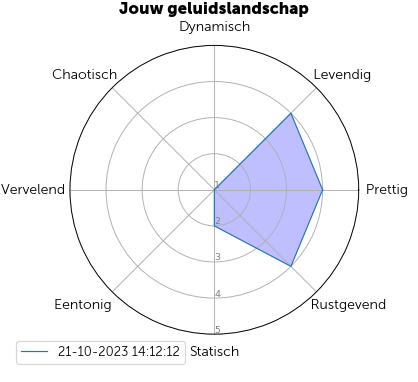 Jouw geluidslandschap
Dynamisch
Chaotisch
Levendig
Vervelend
Prettig
1
2
3
4
5
Eentonig
Rustgevend
21-10-2023 14:12:12
Statisch